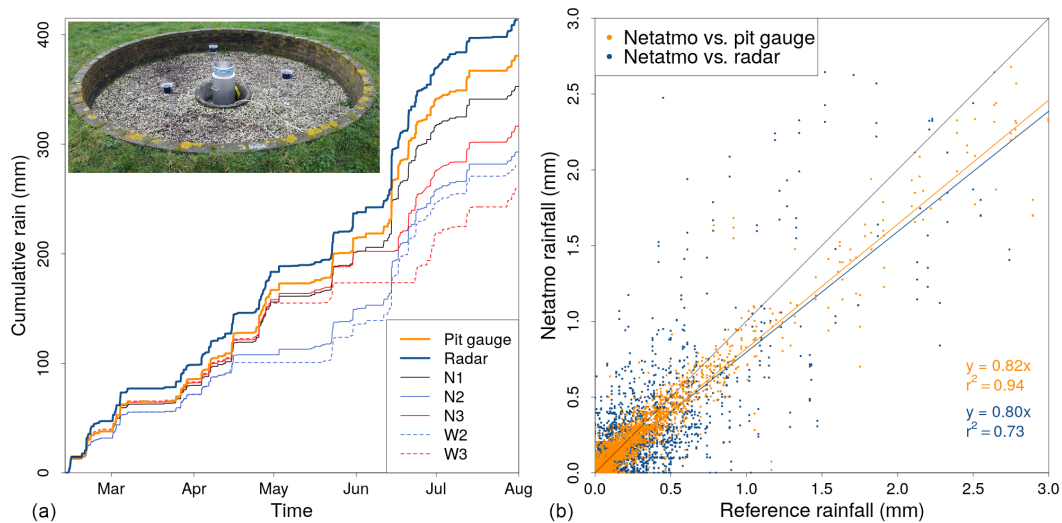 400
300
200
100
0
Cumulative rain (mm)
Pit gauge
Radar
N1
N2
N3
W2
W3
Mar
Apr
May
Jun
Jul
Aug
Time
(a)
3.0
2.5
2.0
1.5
1.0
0.5
0.0
Netatmo rainfall (mm)
Netatmo vs. pit gauge
Netatmo vs. radar
y = 0.82x
r² = 0.94
y = 0.80x
r² = 0.73
0.0
0.5
1.0
1.5
2.0
2.5
3.0
Reference rainfall (mm)
(b)